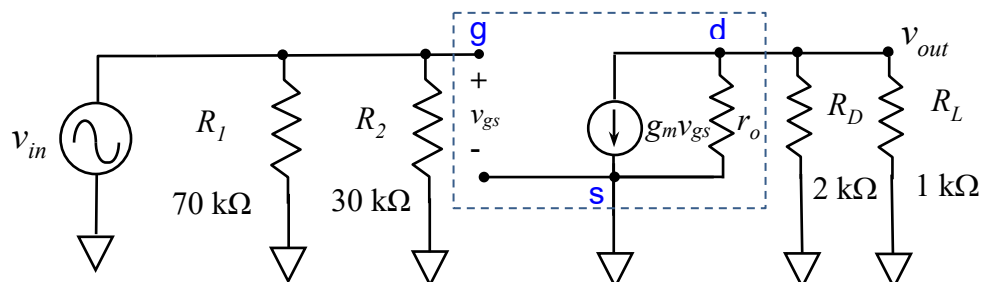 g
d
v_out
+
R_1
R_2
v_gs
g_m v_gs
r_o
R_D
R_L
v_in
-
70 kΩ
30 kΩ
s
2 kΩ
1 kΩ